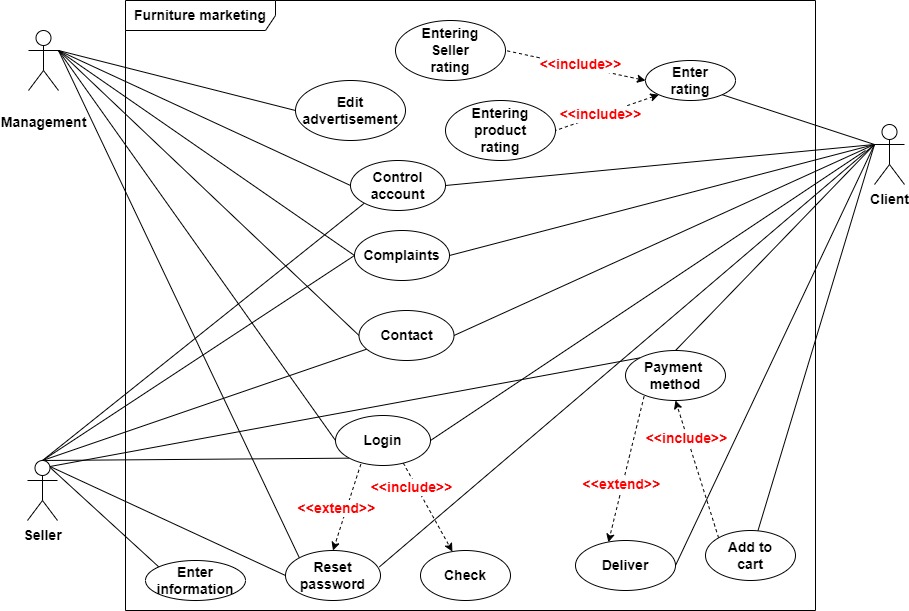 Furniture marketing
Entering
Seller
rating
<<include>>
Enter
rating
Management
Edit
advertisement
Entering
product
rating
<<include>>
Client
Control
account
Complaints
Contact
Payment
method
Login
<<include>>
<<include>>
<<extend>>
<<extend>>
Seller
Enter
information
Reset
password
Check
Deliver
Add to
cart